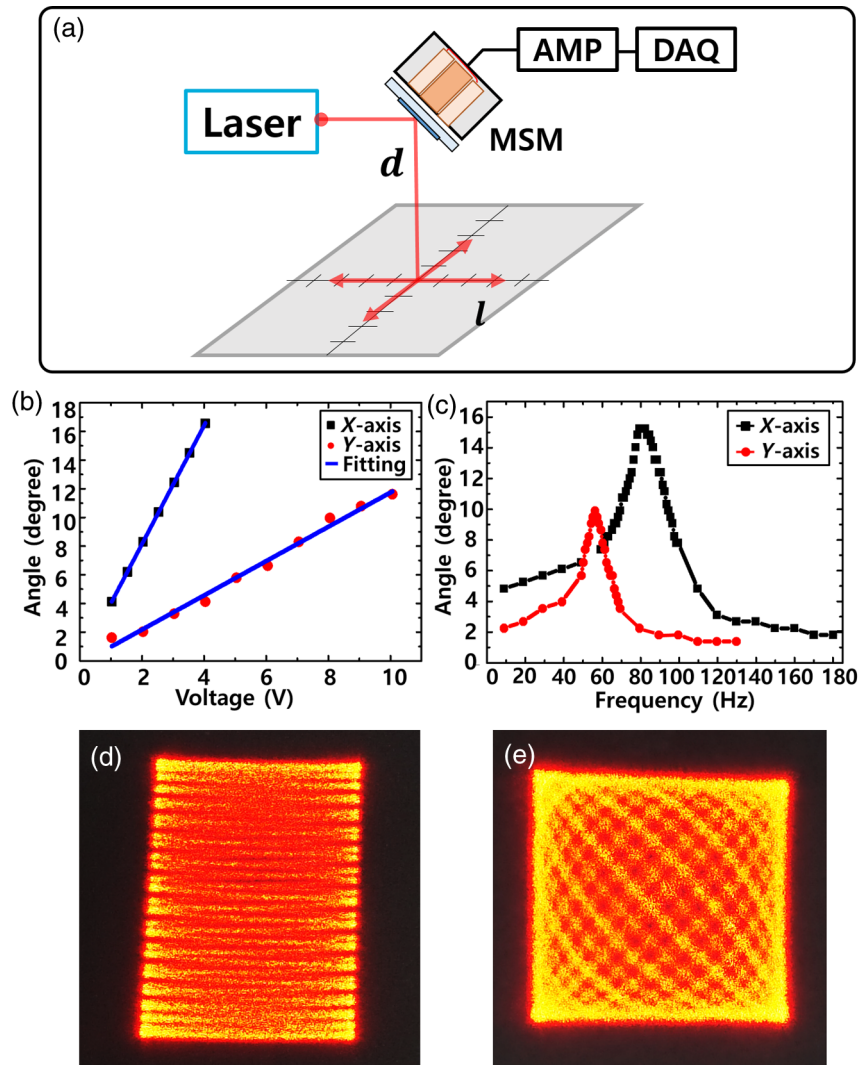 (a)
AMP
DAQ
Laser
MSM
d
l
(b)
18
16
14
12
10
8
6
4
2
0
Angle (degree)
X-axis
Y-axis
Fitting
0 2 4 6 8 10
Voltage (V)
(c)
16
14
12
10
8
6
4
2
0
Angle (degree)
X-axis
Y-axis
0 20 40 60 80 100 120 140 160 180
Frequency (Hz)
(d)
(e)